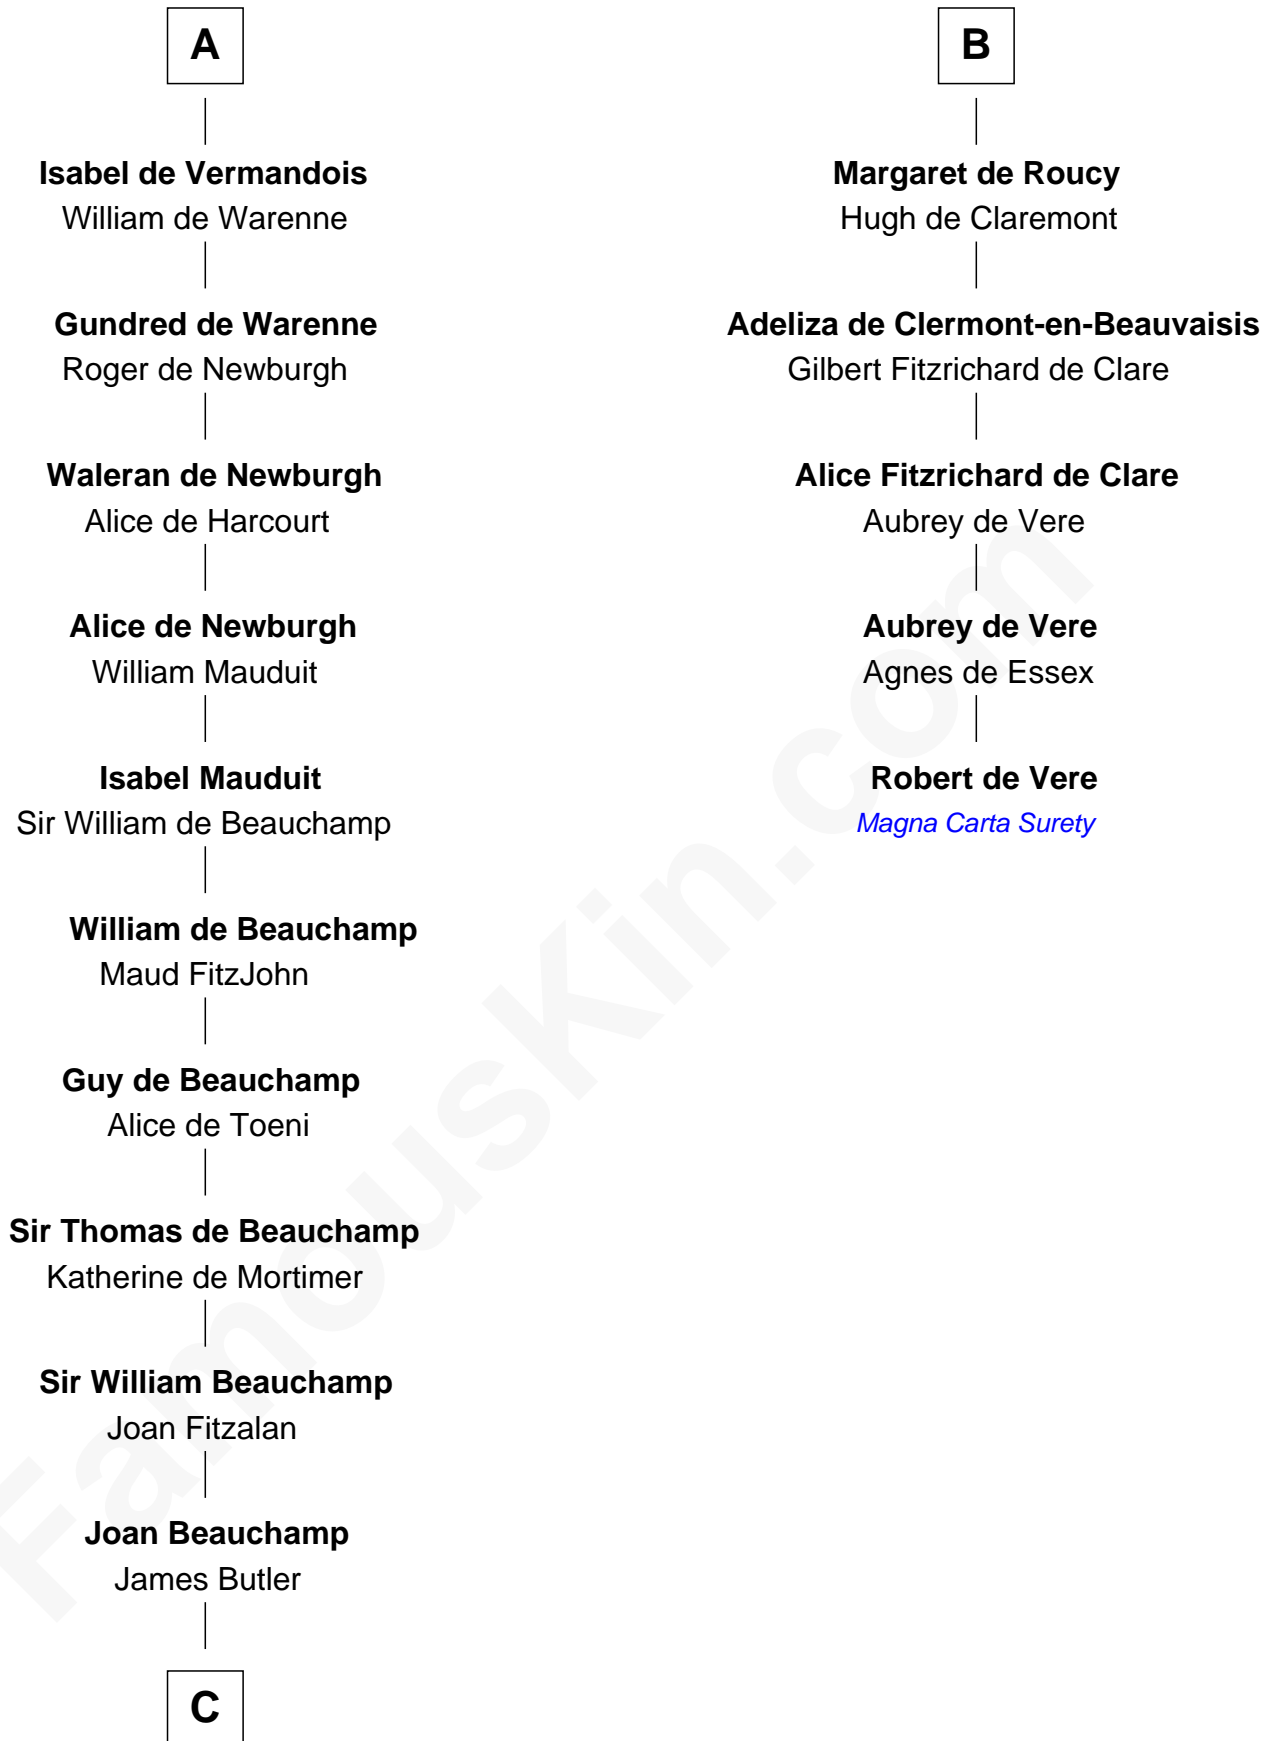 A
Isabel de Vermandois
William de Warenne
Gundred de Warenne
Roger de Newburgh
Waleran de Newburgh
Alice de Harcourt
Alice de Newburgh
William Mauduit
Isabel Mauduit
Sir William de Beauchamp
William de Beauchamp
Maud FitzJohn
Guy de Beauchamp
Alice de Toeni
Sir Thomas de Beauchamp
Katherine de Mortimer
Sir William Beauchamp
Joan Fitzalan
Joan Beauchamp
James Butler
C
B
Margaret de Roucy
Hugh de Claremont
Adeliza de Clermont-en-Beauvaisis
Gilbert Fitzrichard de Clare
Alice Fitzrichard de Clare
Aubrey de Vere
Aubrey de Vere
Agnes de Essex
Robert de Vere
Magna Carta Surety
FamousKin.com